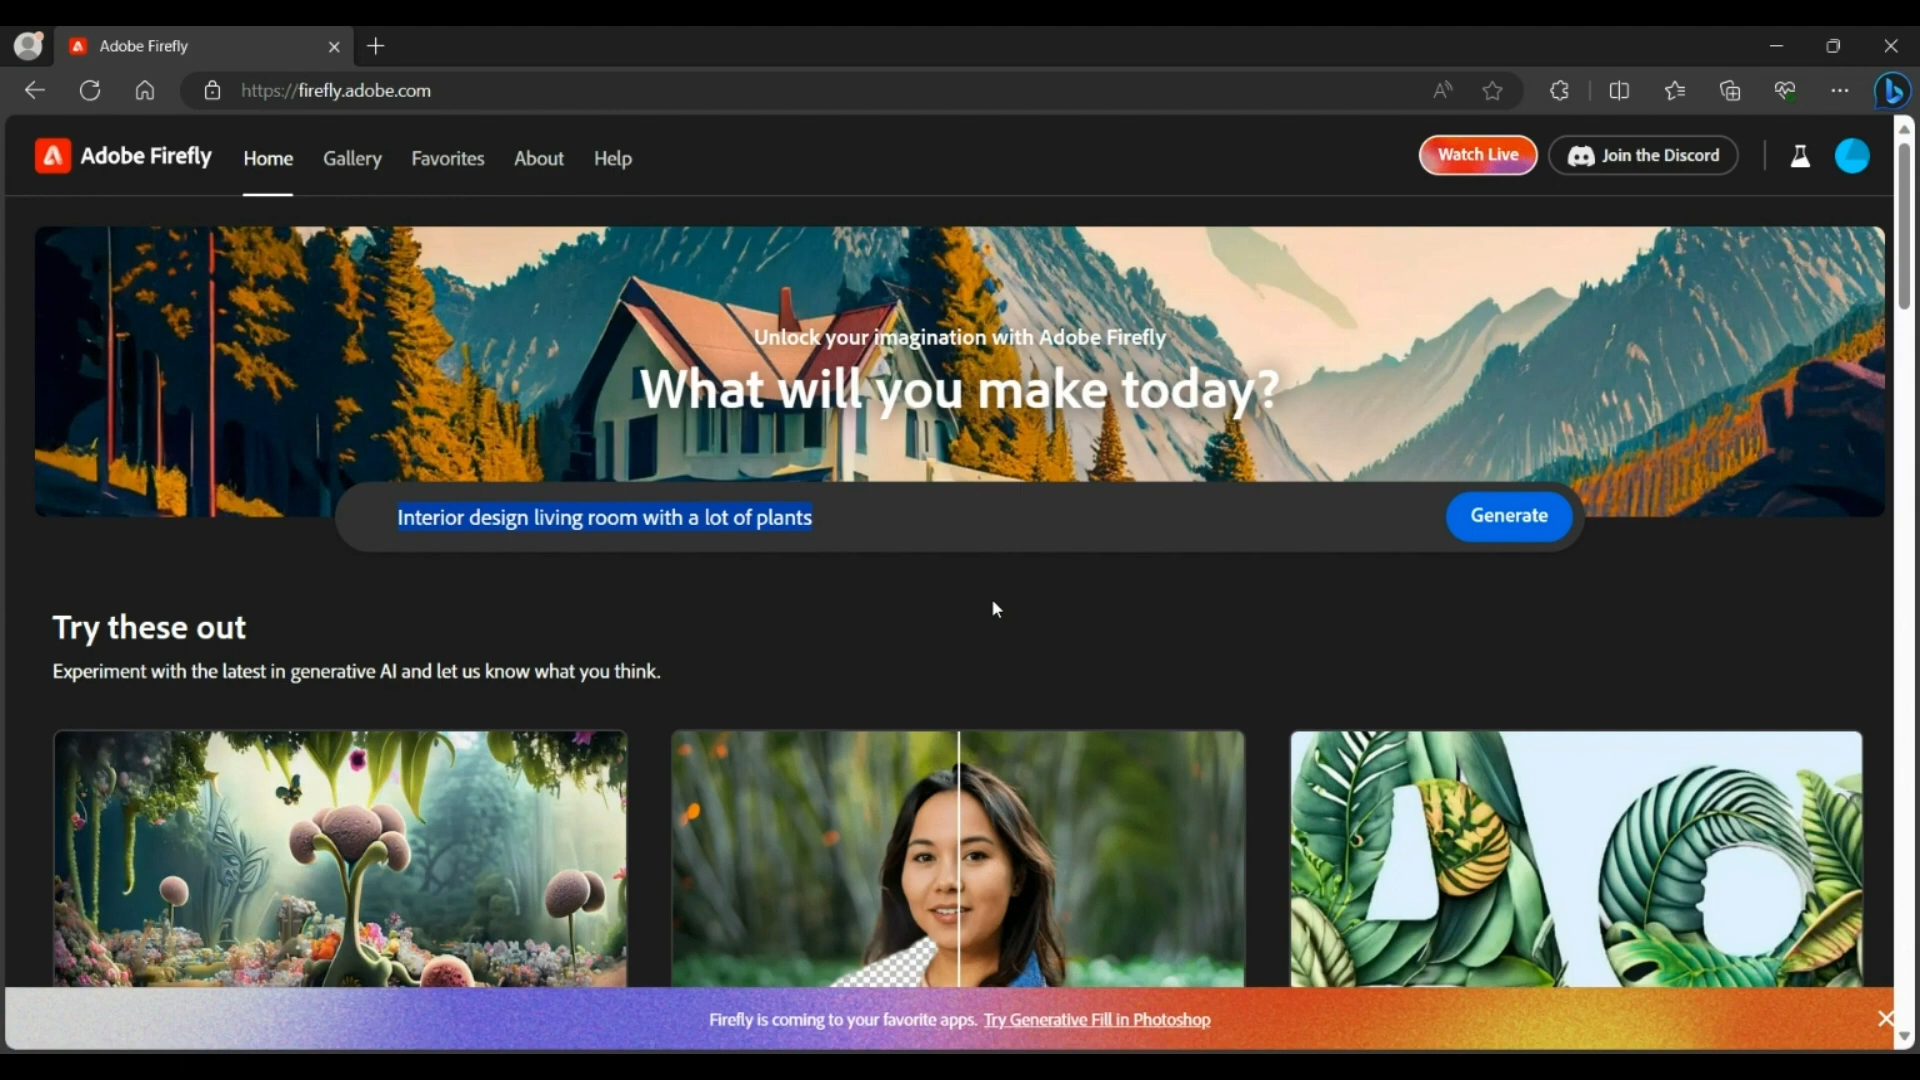 Adobe Firefly
https://firefly.adobe.com
Adobe Firefly Home Gallery Favorites About Help Watch Live Join the Discord
Unlock your imagination with Adobe Firefly
What will you make today?
Interior design living room with a lot of plants Generate
Try these out
Experiment with the latest in generative AI and let us know what you think.
Firefly is coming to your favorite apps. Try Generative Fill in Photoshop